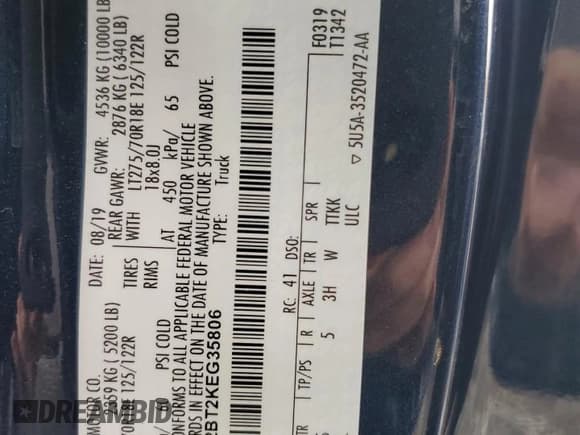 MOTOR CO.
DATE: 08/19 GVWR: 4536 KG (10000 LB
KG ( 5200 LB) REAR GAWR: 2876 KG ( 6340 LB)
125/122R TIRES WITH LT275/70R18E 125/122R
RIMS 18x8.0J
PSI COLD AT 450 kPa/ 65 PSI COLD
ONFORMS TO ALL APPLICABLE FEDERAL MOTOR VEHICLE
RDS IN EFFECT ON THE DATE OF MANUFACTURE SHOWN ABOVE.
BT2KEG35806 TYPE: Truck
F0319
T1342
RC: 41 DSO:
TP/PS R AXLE TR SPR
5 3H W TTKK
ULC ▽ 5U5A-3520472-AA
DREAMBID